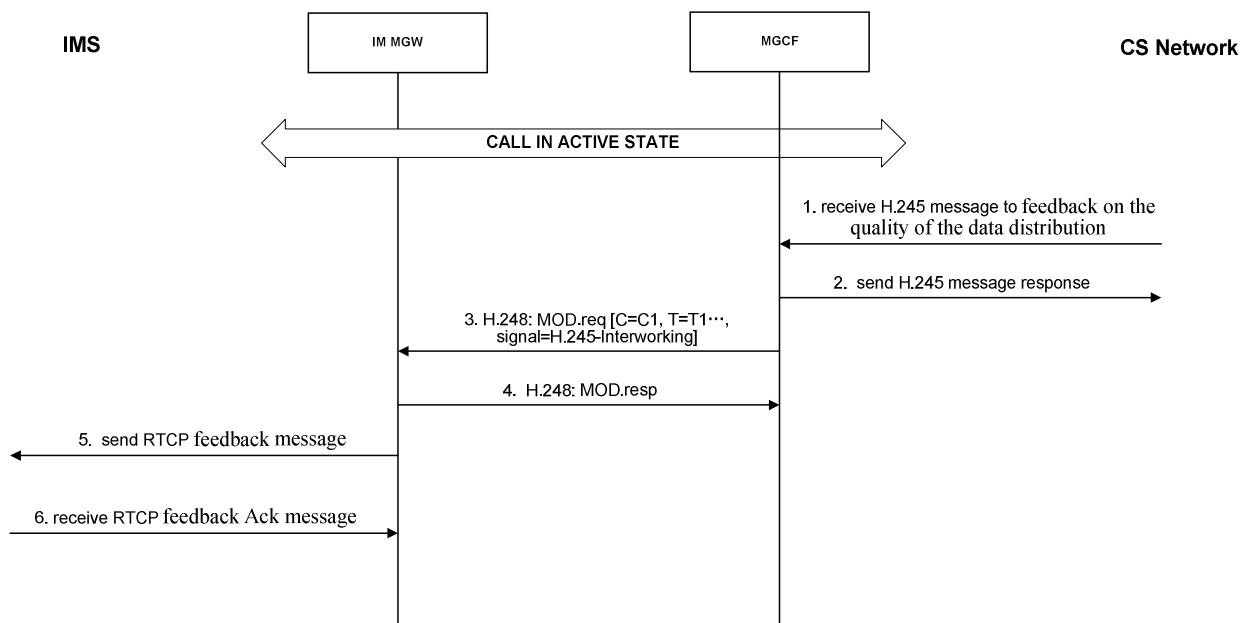 IMS
IM MGW
MGCF
CS Network
CALL IN ACTIVE STATE
1. receive H.245 message to feedback on the
quality of the data distribution
2. send H.245 message response
3. H.248: MOD.req [C=C1, T=T1···,
signal=H.245-Interworking]
4. H.248: MOD.resp
5. send RTCP feedback message
6. receive RTCP feedback Ack message